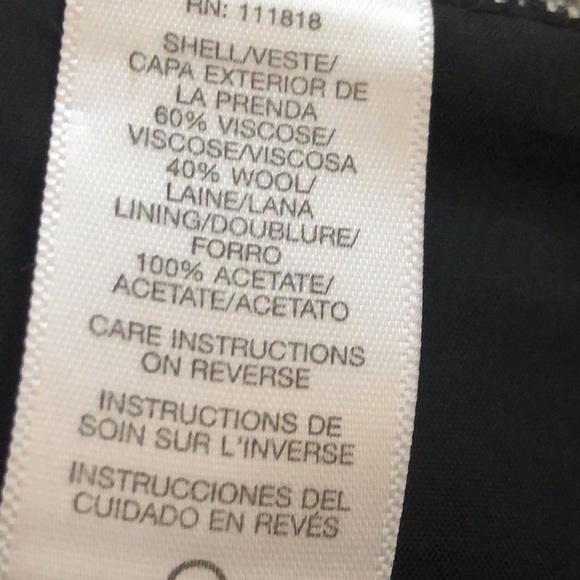 RN: 111818
SHELL/VESTE/
CAPA EXTERIOR DE
LA PRENDA
60% VISCOSE/
VISCOSE/VISCOSA
40% WOOL/
LAINE/LANA
LINING/DOUBLURE/
FORRO
100% ACETATE/
ACETATE/ACETATO
CARE INSTRUCTIONS
ON REVERSE
INSTRUCTIONS DE
SOIN SUR L'INVERSE
INSTRUCCIONES DEL
CUIDADO EN REVÉS